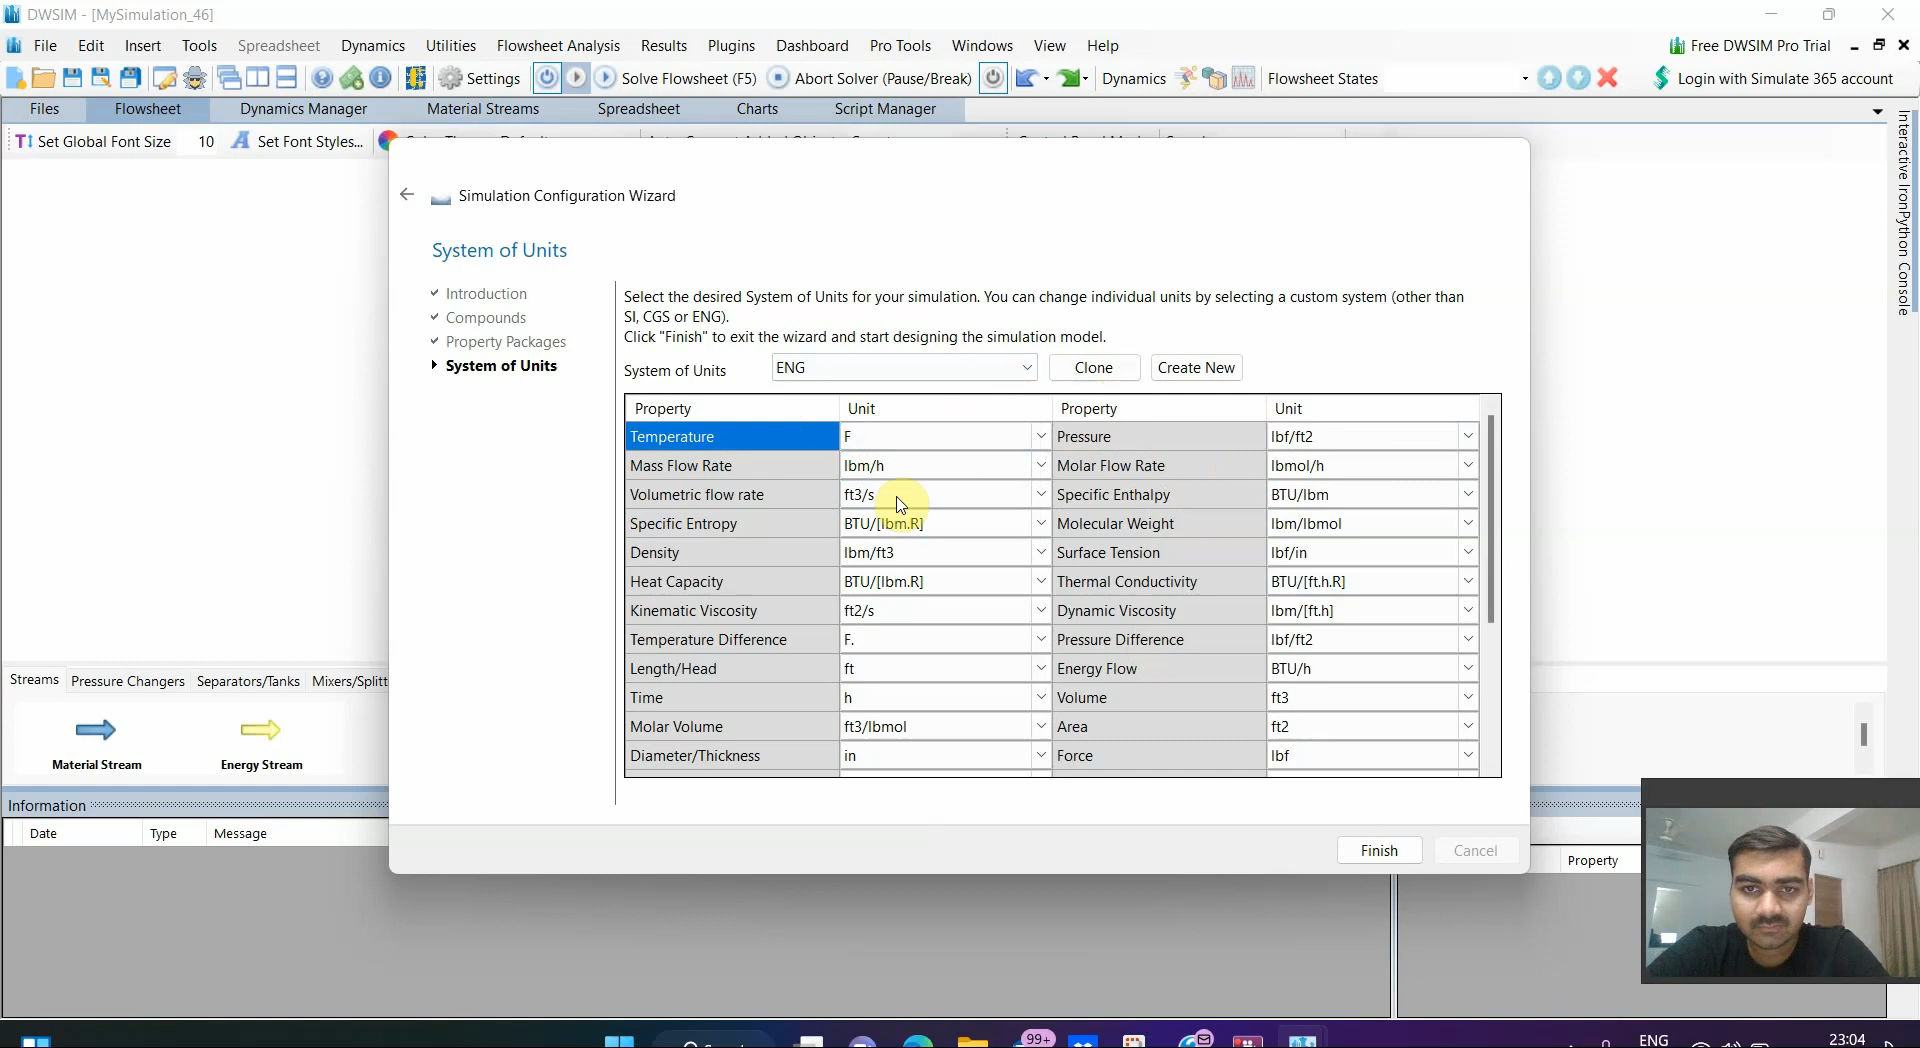 DWSIM - [MySimulation_46]
File Edit Insert Tools Spreadsheet Dynamics Utilities Flowsheet Analysis Results Plugins Dashboard Pro Tools Windows View Help Free DWSIM Pro Trial
Settings Solve Flowsheet (F5) Abort Solver (Pause/Break) Dynamics Flowsheet States Login with Simulate 365 account
Files Flowsheet Dynamics Manager Material Streams Spreadsheet Charts Script Manager
Set Global Font Size 10 Set Font Styles...
Interactive IronPython Console
Simulation Configuration Wizard
System of Units
Introduction
Compounds
Property Packages
System of Units
Select the desired System of Units for your simulation. You can change individual units by selecting a custom system (other than
SI, CGS or ENG).
Click "Finish" to exit the wizard and start designing the simulation model.
System of Units ENG Clone Create New
Property Unit Property Unit
Temperature F Pressure lbf/ft2
Mass Flow Rate lbm/h Molar Flow Rate lbmol/h
Volumetric flow rate ft3/s Specific Enthalpy BTU/lbm
Specific Entropy BTU/[lbm.R] Molecular Weight lbm/lbmol
Density lbm/ft3 Surface Tension lbf/in
Heat Capacity BTU/[lbm.R] Thermal Conductivity BTU/[ft.h.R]
Kinematic Viscosity ft2/s Dynamic Viscosity lbm/[ft.h]
Temperature Difference F. Pressure Difference lbf/ft2
Length/Head ft Energy Flow BTU/h
Time h Volume ft3
Molar Volume ft3/lbmol Area ft2
Diameter/Thickness in Force lbf
Finish Cancel
Streams Pressure Changers Separators/Tanks Mixers/Splitt
Material Stream Energy Stream
Information
Date Type Message
Property
99+
ENG
23:04